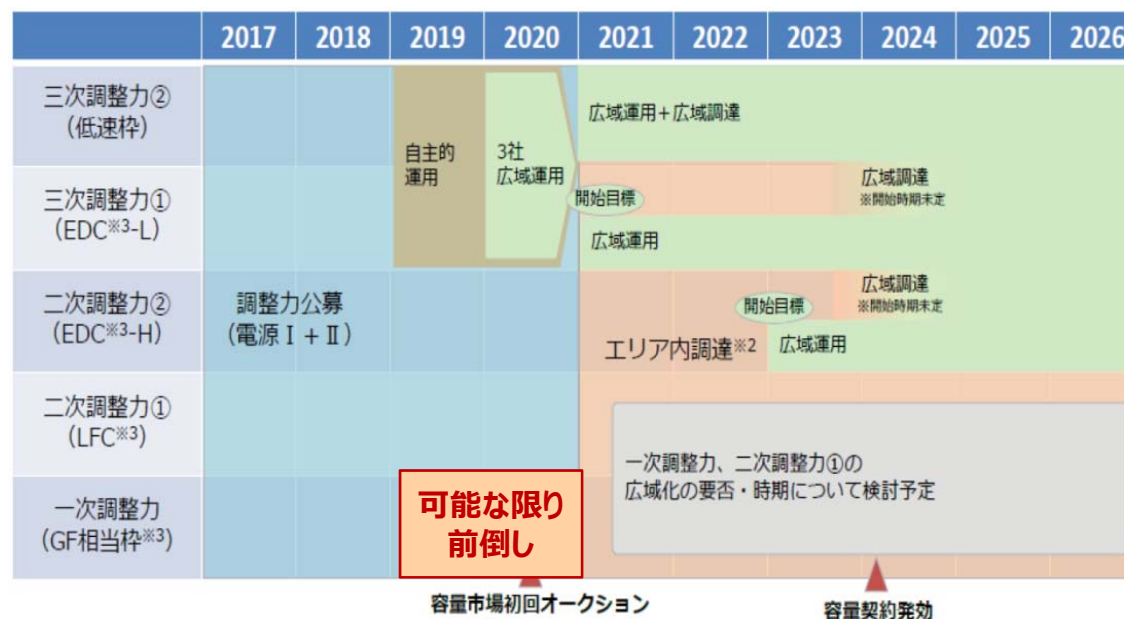 2017 2018 2019 2020 2021 2022 2023 2024 2025 2026
三次調整力②
(低速枠)
自主的
運用
3社
広域運用
広域運用+広域調達
三次調整力①
(EDC※3-L)
開始目標
広域調達
※開始時期未定
広域運用
二次調整力②
(EDC※3-H)
調整力公募
(電源Ⅰ+Ⅱ)
エリア内調達※2
開始目標
広域調達
※開始時期未定
広域運用
二次調整力①
(LFC※3)
一次調整力、二次調整力①の
広域化の要否・時期について検討予定
一次調整力
(GF相当枠※3)
可能な限り
前倒し
容量市場初回オークション
容量契約発効